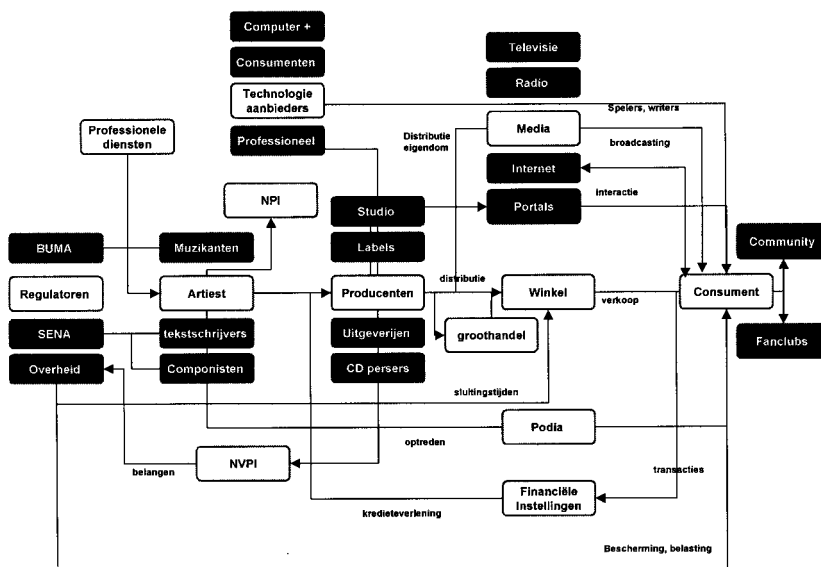 Computer +
Televisie
Consumenten
Radio
Technologie
aanbieders
Spelers, writers
Professionele
diensten
Distributie
eigendom
Media
Professioneel
broadcasting
Internet
NPI
interactie
Studio
Portals
BUMA
Muzikanten
Labels
Community
distributie
Regulatoren
Artiest
Producenten
Winkel
verkoop
Consument
SENA
tekstschrijvers
Uitgeverijen
groothandel
Fanclubs
Overheid
Componisten
CD persers
sluitingstijden
Podia
optreden
NVPI
belangen
transacties
Financiële
Instellingen
kredieteverlening
Bescherming, belasting